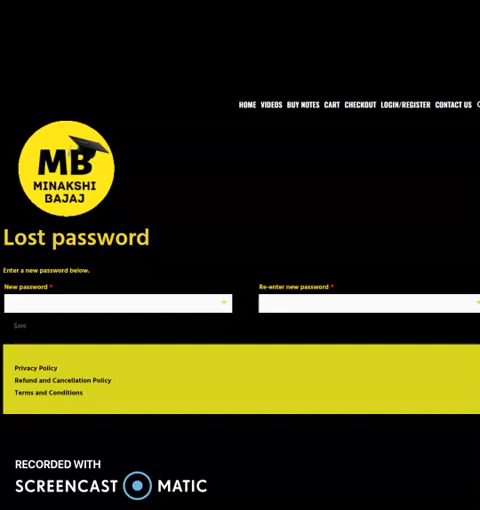 HOME VIDEOS BUY NOTES CART CHECKOUT LOGIN/REGISTER CONTACT US
MB
MINAKSHI
BAJAJ
Lost password
Enter a new password below.
New password *
Re-enter new password *
Save
Privacy Policy
Refund and Cancellation Policy
Terms and Conditions
RECORDED WITH
SCREENCAST MATIC